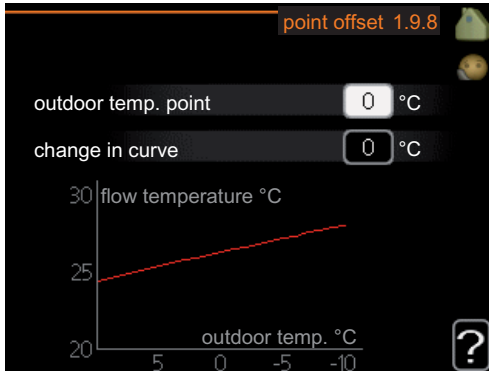 point offset 1.9.8
outdoor temp. point 0 °C
change in curve 0 °C
30 flow temperature °C
25
outdoor temp. °C
20
5 0 -5 -10
?